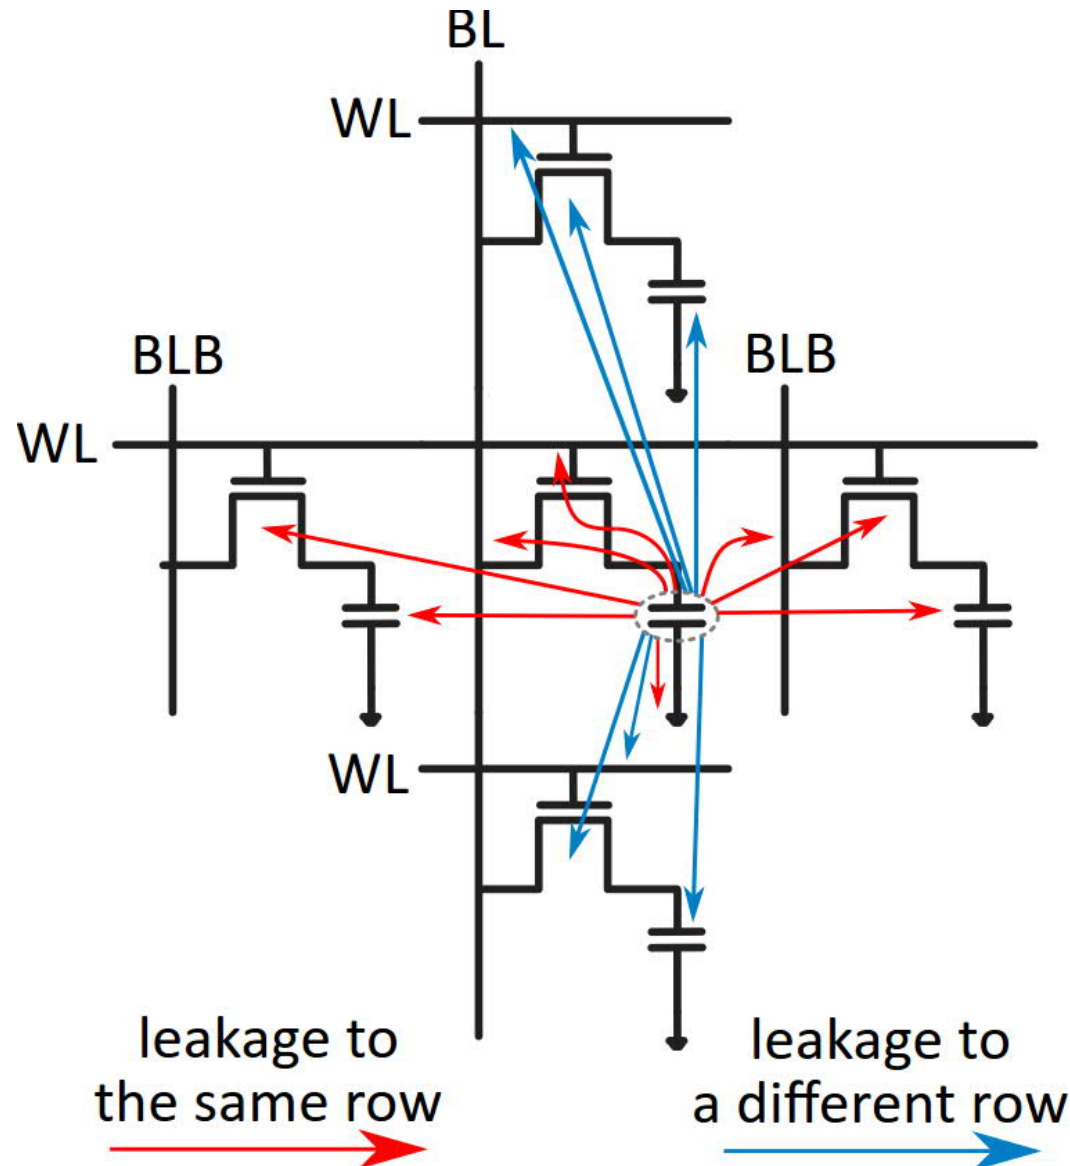 BL
WL
BLB
BLB
WL
WL
leakage to
the same row
leakage to
a different row